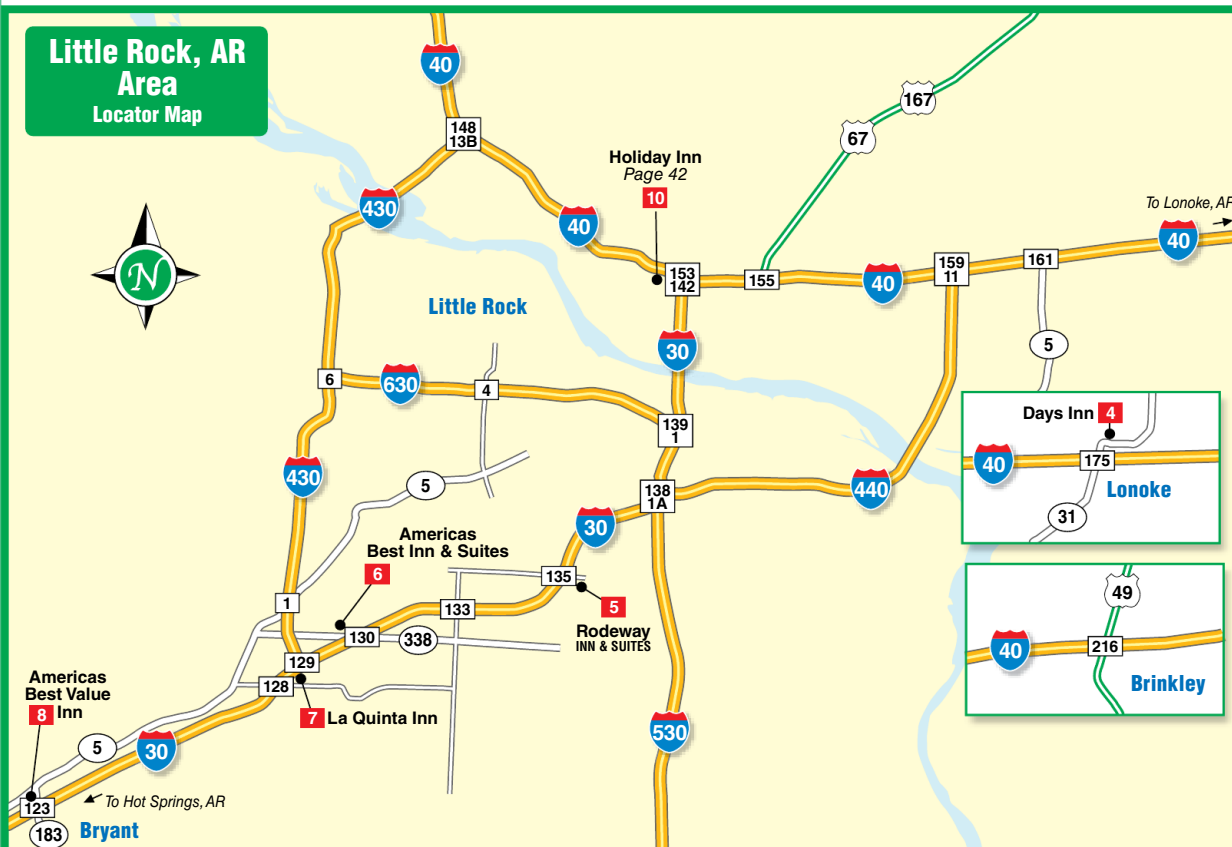 Little Rock, AR
Area
Locator Map
40
148
13B
167
67
Holiday Inn
Page 42
10
430
40
To Lonoke, AR
40
N
153
142
155
40
159
11
161
Little Rock
30
5
6
630
4
139
1
Days Inn 4
40
175
Lonoke
31
430
5
138
1A
440
30
Americas
Best Inn & Suites
6
135
5
Rodeway
INN & SUITES
1
133
130
338
49
40
216
Brinkley
129
128
7 La Quinta Inn
Americas
Best Value
8 Inn
5
30
530
123
To Hot Springs, AR
183
Bryant